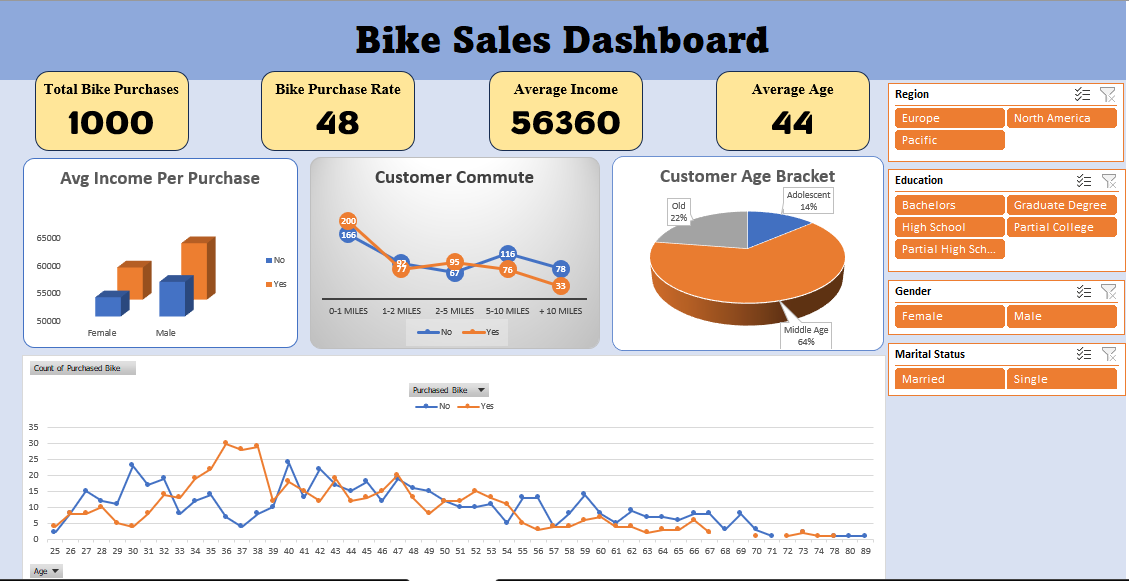 Bike Sales Dashboard
Total Bike Purchases
1000
Bike Purchase Rate
48
Average Income
56360
Average Age
44
Region
Europe
North America
Pacific
Education
Bachelors
Graduate Degree
High School
Partial College
Partial High Sch...
Gender
Female
Male
Marital Status
Married
Single
Avg Income Per Purchase
65000
60000
55000
50000
Female
Male
No
Yes
Customer Commute
200
166
92
77
95
67
116
76
78
33
0-1 MILES
1-2 MILES
2-5 MILES
5-10 MILES
+ 10 MILES
No
Yes
Customer Age Bracket
Adolescent
14%
Old
22%
Middle Age
64%
Count of Purchased Bike
Purchased Bike
No
Yes
35
30
25
20
15
10
5
0
25 26 27 28 29 30 31 32 33 34 35 36 37 38 39 40 41 42 43 44 45 46 47 48 49 50 51 52 53 54 55 56 57 58 59 60 61 62 63 64 65 66 67 68 69 70 71 72 73 74 78 80 89
Age